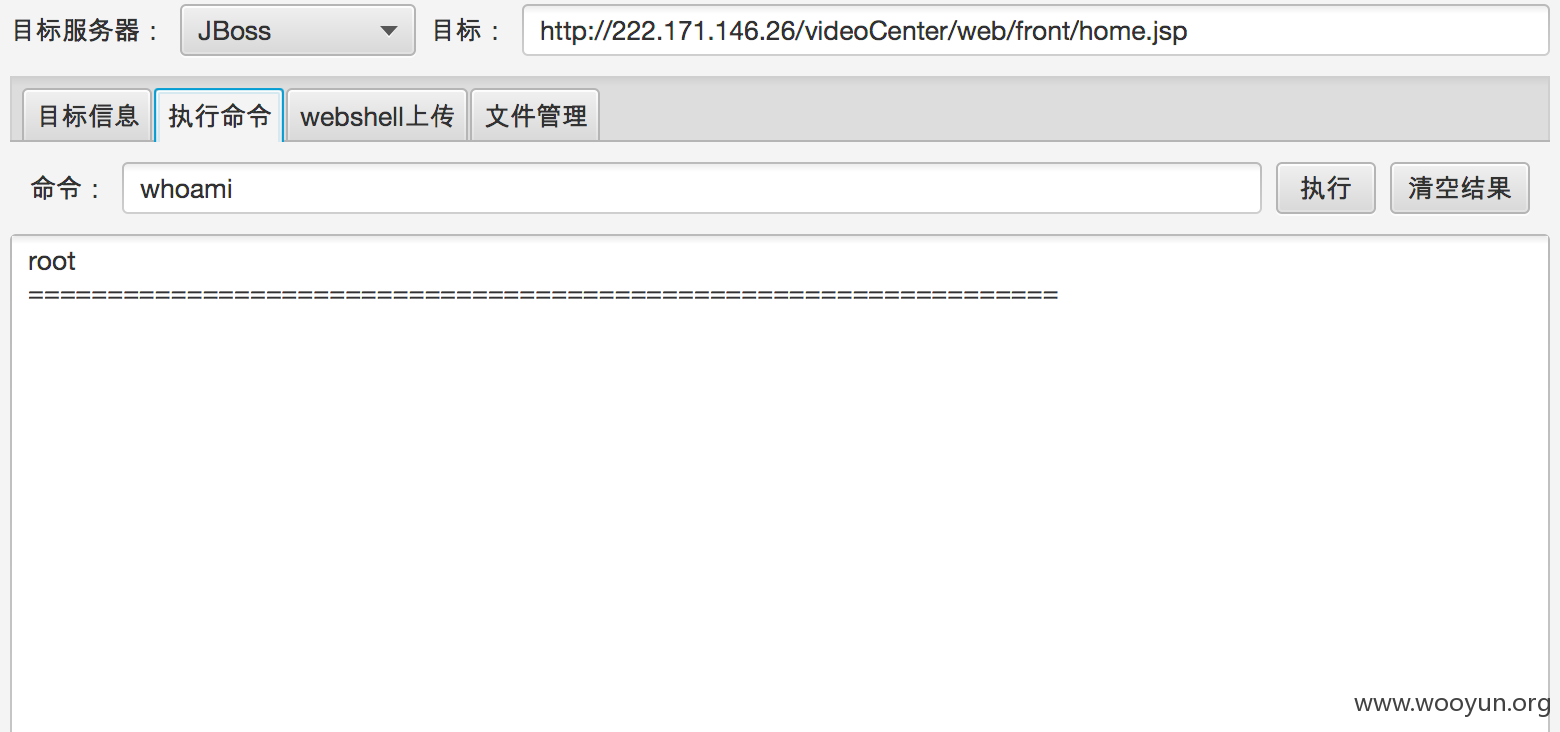 目标服务器： JBoss 目标： http://222.171.146.26/videoCenter/web/front/home.jsp
目标信息 执行命令 webshell上传 文件管理
命令： whoami 执行 清空结果
root
=================================================================
www.wooyun.org